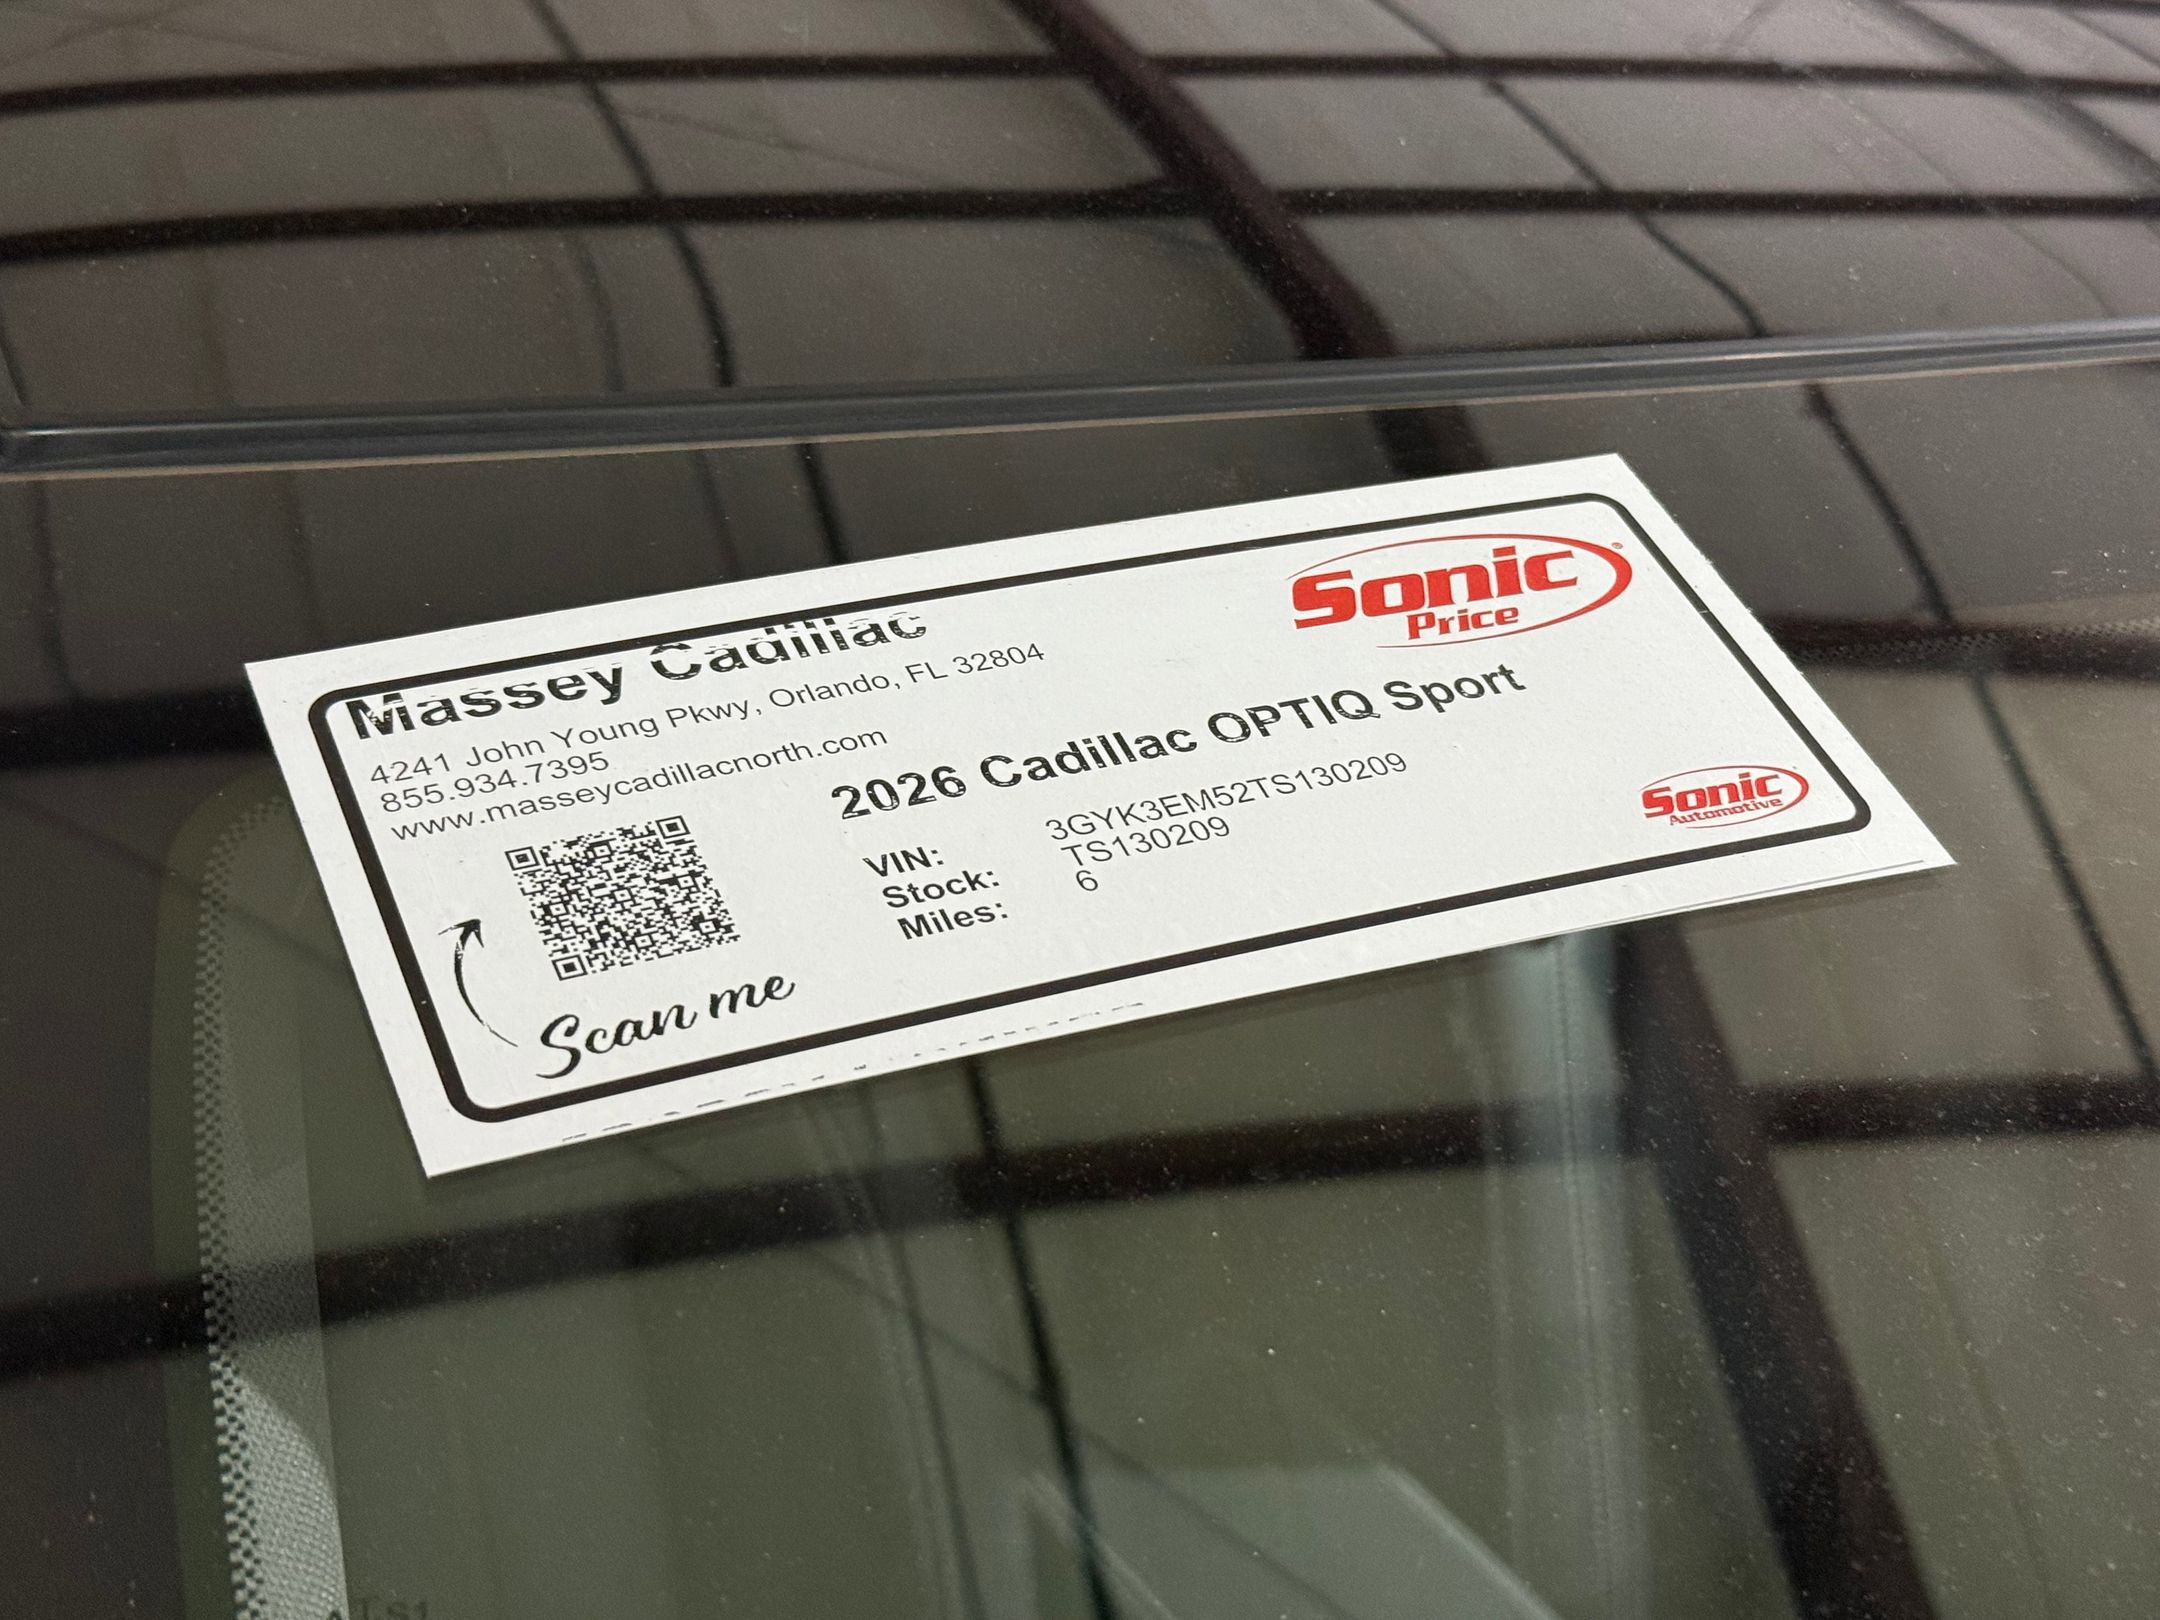 Massey Cadillac
4241 John Young Pkwy, Orlando, FL 32804
855.934.7395
www.masseycadillacnorth.com
Sonic®
Price
2026 Cadillac OPTIQ Sport
VIN: 3GYK3EM52TS130209
Stock: TS130209
Miles: 6
Scan me
Sonic
Automotive